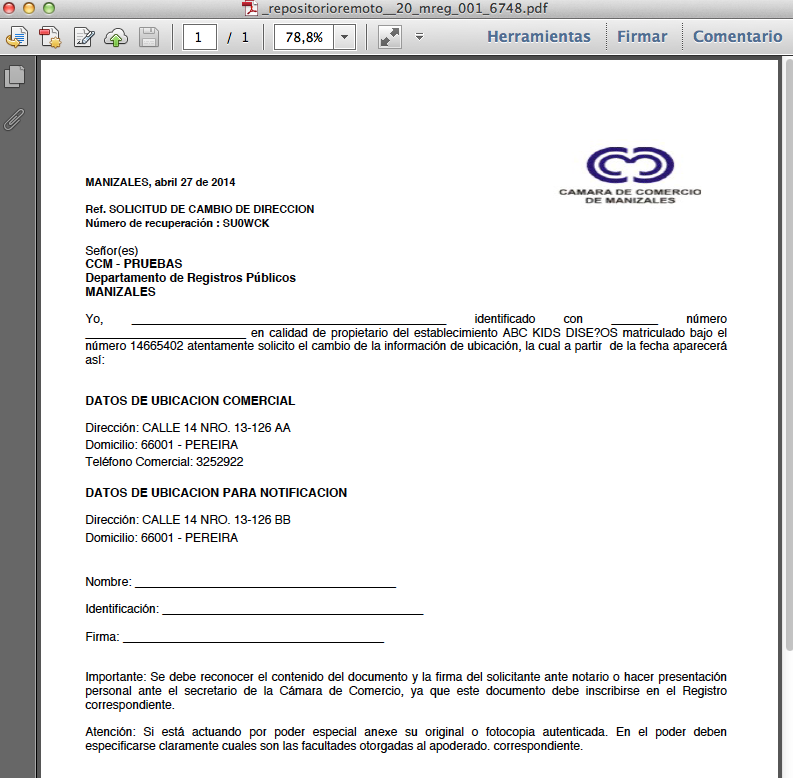 _repositorioremoto__20_mreg_001_6748.pdf
1 / 1 78,8% Herramientas Firmar Comentario
CAMARA DE COMERCIO
DE MANIZALES
MANIZALES, abril 27 de 2014
Ref. SOLICITUD DE CAMBIO DE DIRECCION
Número de recuperación : SU0WCK
Señor(es)
CCM - PRUEBAS
Departamento de Registros Públicos
MANIZALES
Yo, _______________________________________________ identificado con _______ número
________________________ en calidad de propietario del establecimiento ABC KIDS DISE?OS matriculado bajo el
número 14665402 atentamente solicito el cambio de la información de ubicación, la cual a partir de la fecha aparecerá
así:
DATOS DE UBICACION COMERCIAL
Dirección: CALLE 14 NRO. 13-126 AA
Domicilio: 66001 - PEREIRA
Teléfono Comercial: 3252922
DATOS DE UBICACION PARA NOTIFICACION
Dirección: CALLE 14 NRO. 13-126 BB
Domicilio: 66001 - PEREIRA
Nombre: _______________________________________
Identificación: _______________________________________
Firma: _______________________________________
Importante: Se debe reconocer el contenido del documento y la firma del solicitante ante notario o hacer presentación
personal ante el secretario de la Cámara de Comercio, ya que este documento debe inscribirse en el Registro
correspondiente.
Atención: Si está actuando por poder especial anexe su original o fotocopia autenticada. En el poder deben
especificarse claramente cuales son las facultades otorgadas al apoderado. correspondiente.